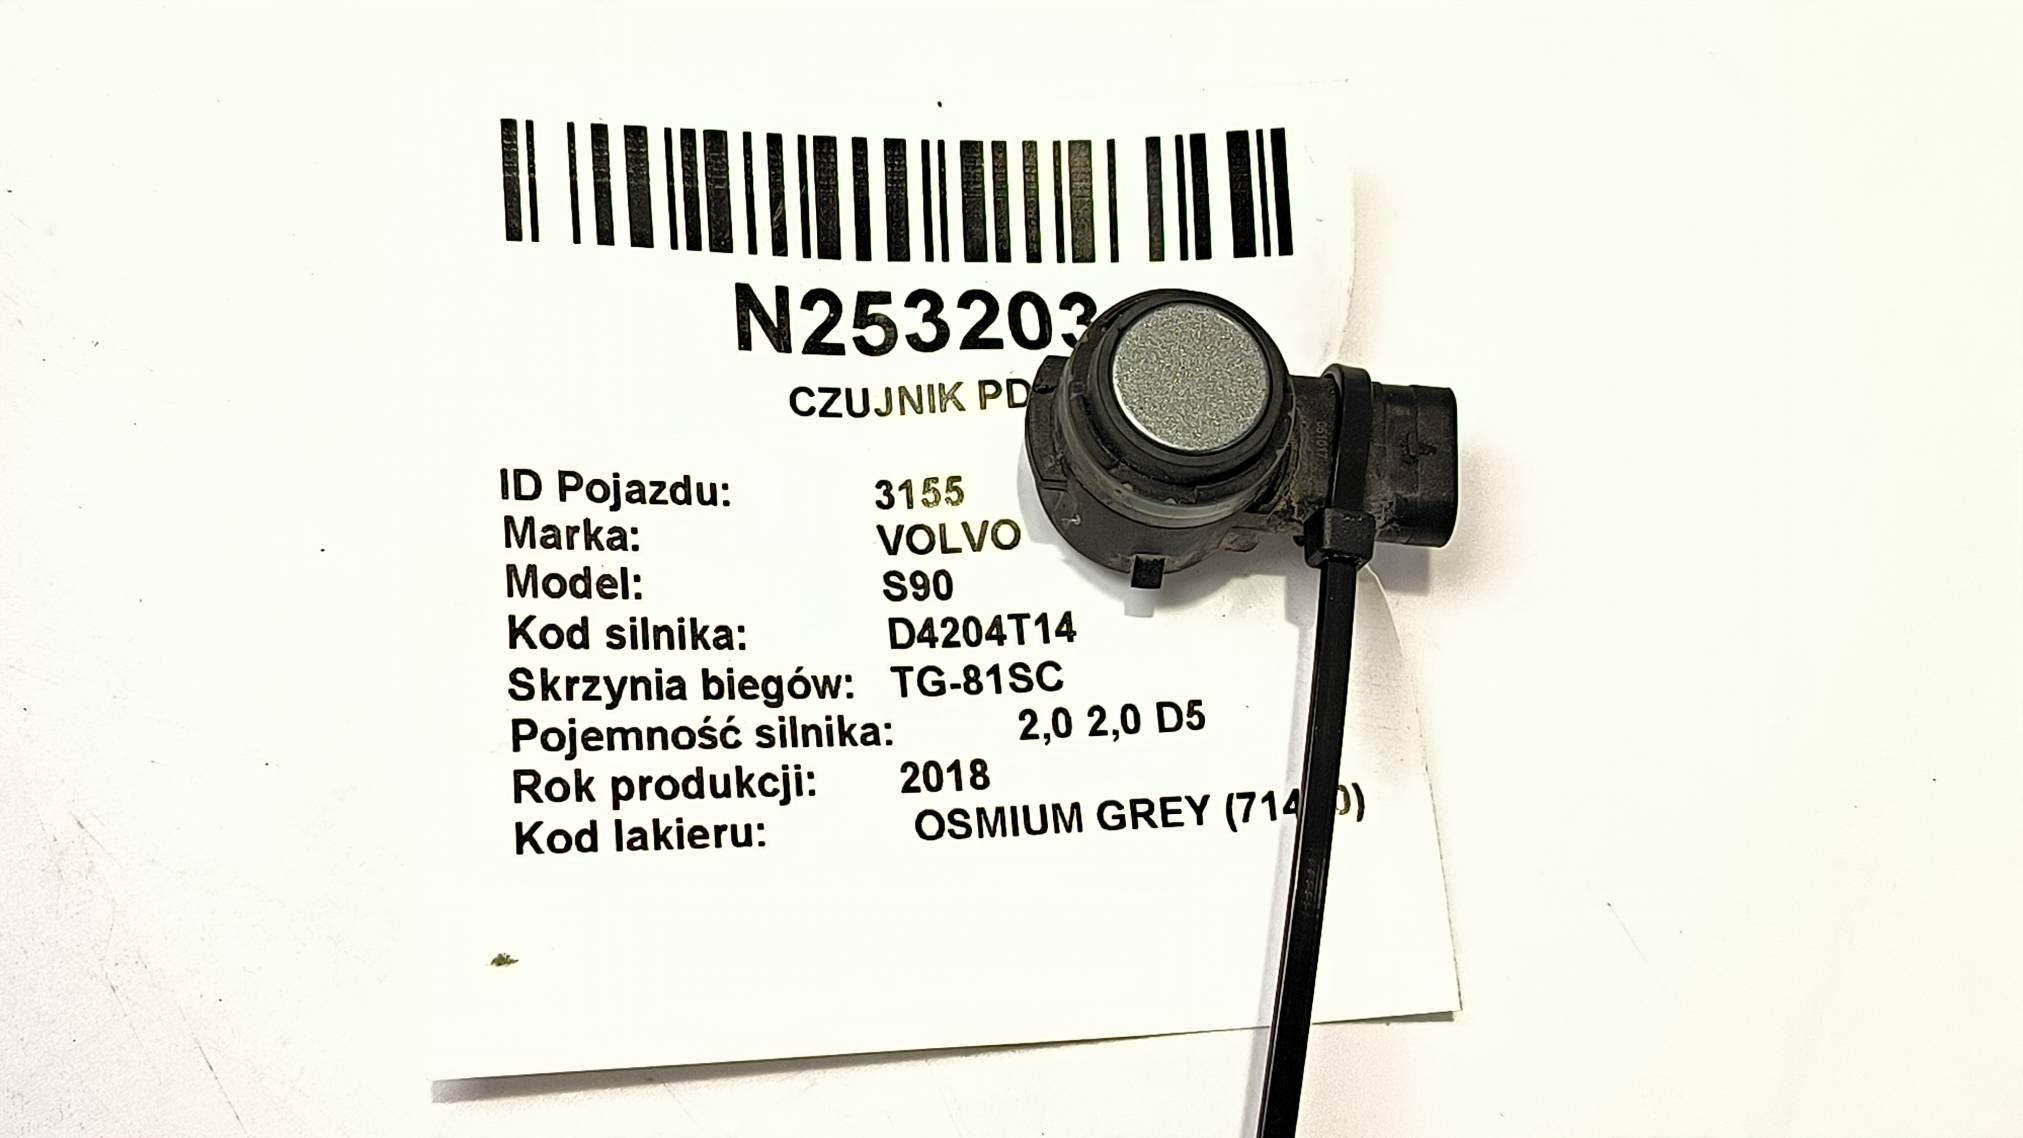 N253203
CZUJNIK PD
ID Pojazdu: 3155
Marka: VOLVO
Model: S90
Kod silnika: D4204T14
Skrzynia biegów: TG-81SC
Pojemność silnika: 2,0 2,0 D5
Rok produkcji: 2018
Kod lakieru: OSMIUM GREY